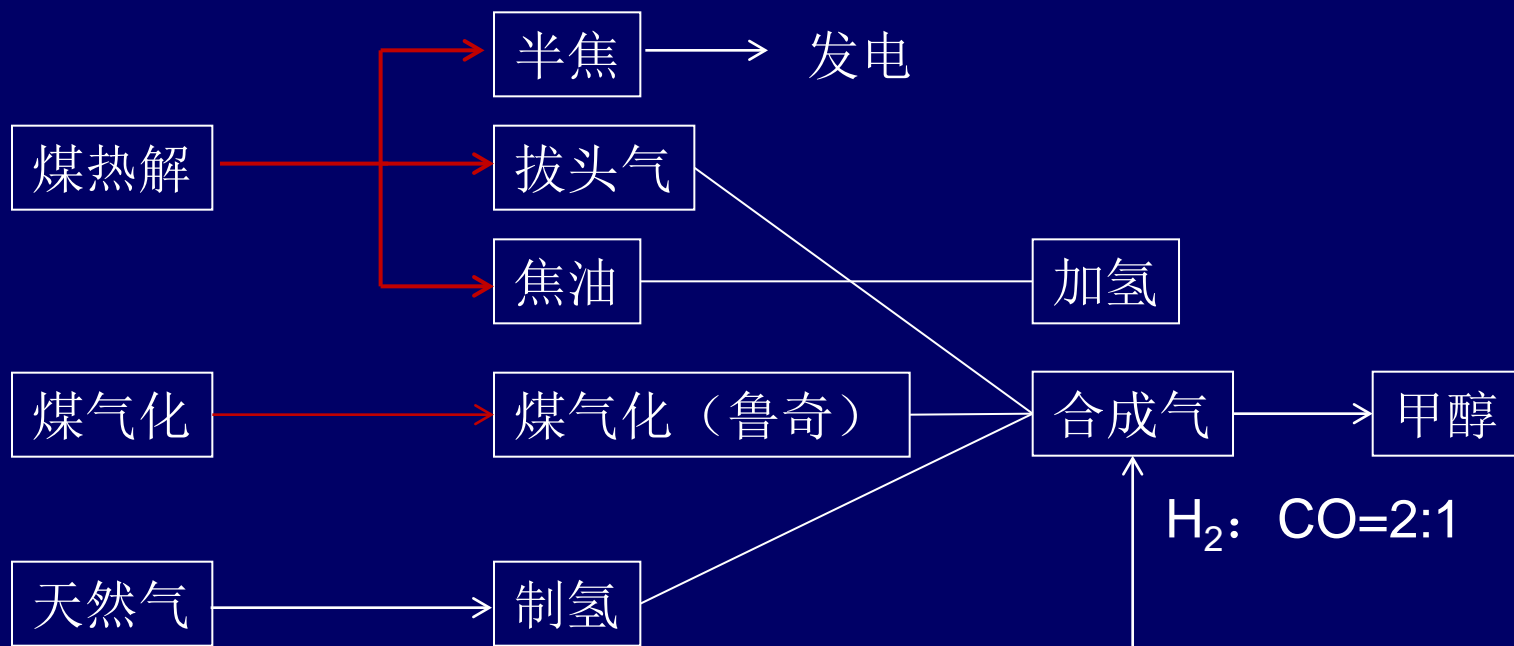 半焦
发电
煤热解
拔头气
焦油
加氢
煤气化
煤气化（鲁奇）
合成气
甲醇
H₂：CO=2:1
天然气
制氢